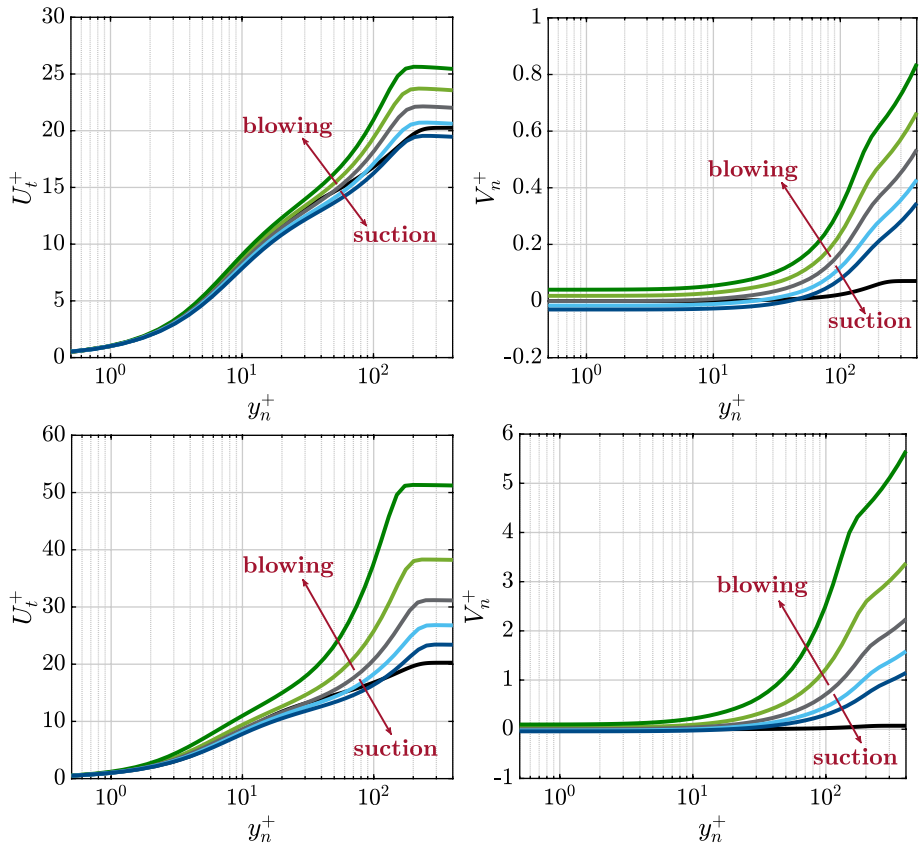 30
25
20
15
10
5
0
U_t^+
blowing
suction
10^0
10^1
10^2
y_n^+
1
0.8
0.6
0.4
0.2
0
-0.2
V_n^+
blowing
suction
10^0
10^1
10^2
y_n^+
60
50
40
30
20
10
0
U_t^+
blowing
suction
10^0
10^1
10^2
y_n^+
6
5
4
3
2
1
0
-1
V_n^+
blowing
suction
10^0
10^1
10^2
y_n^+